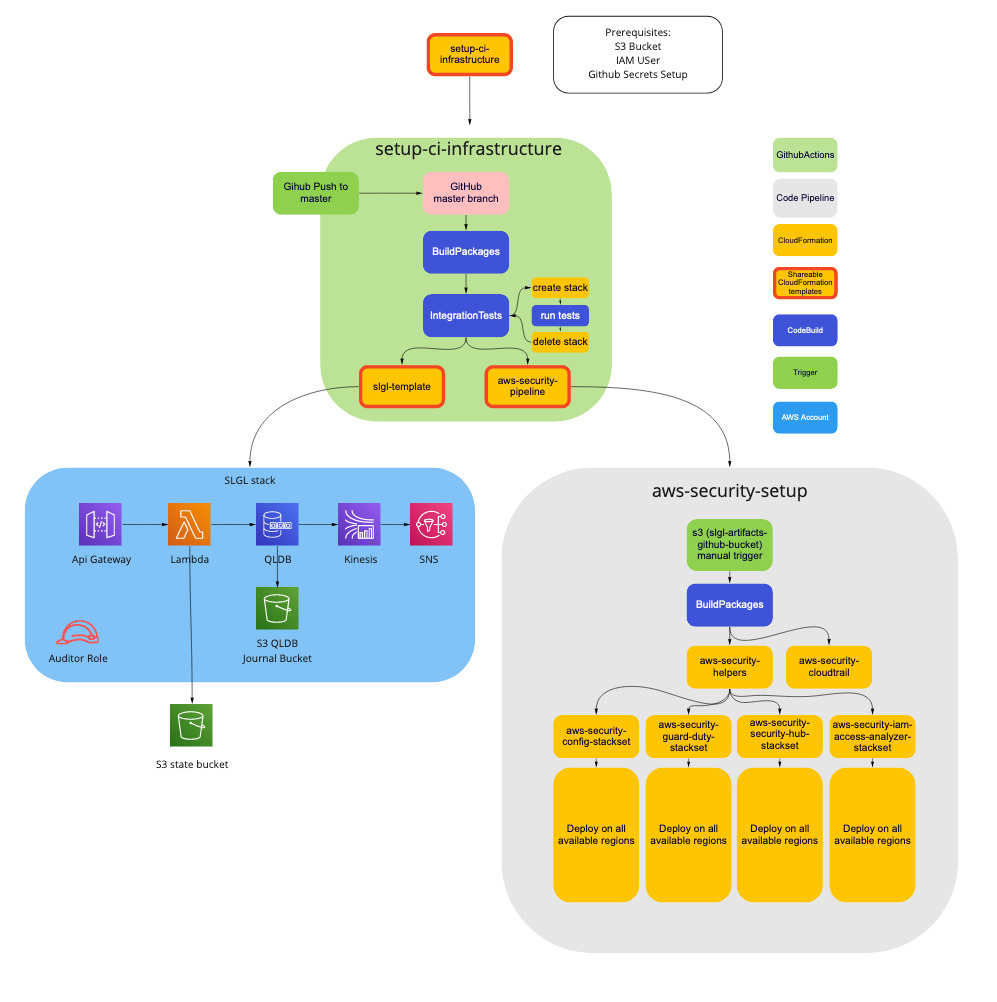 Prerequisites:
S3 Bucket
IAM USer
Github Secrets Setup
setup-ci-
infrastructure
setup-ci-infrastructure
Gihub Push to
master
GitHub
master branch
BuildPackages
IntegrationTests
create stack
run tests
delete stack
slgl-template
aws-security-
pipeline
GithubActions
Code Pipeline
CloudFormation
Shareable
CloudFormation
templates
CodeBuild
Trigger
AWS Account
SLGL stack
Api Gateway
Lambda
QLDB
Kinesis
SNS
S3 QLDB
Journal Bucket
Auditor Role
S3 state bucket
aws-security-setup
s3 (slgl-artifacts-
github-bucket)
manual trigger
BuildPackages
aws-security-
helpers
aws-security-
cloudtrail
aws-security-
config-stackset
aws-security-
guard-duty-
stackset
aws-security-
security-hub-
stackset
aws-security-iam-
access-analyzer-
stackset
Deploy on all
available regions
Deploy on all
available regions
Deploy on all
available regions
Deploy on all
available regions